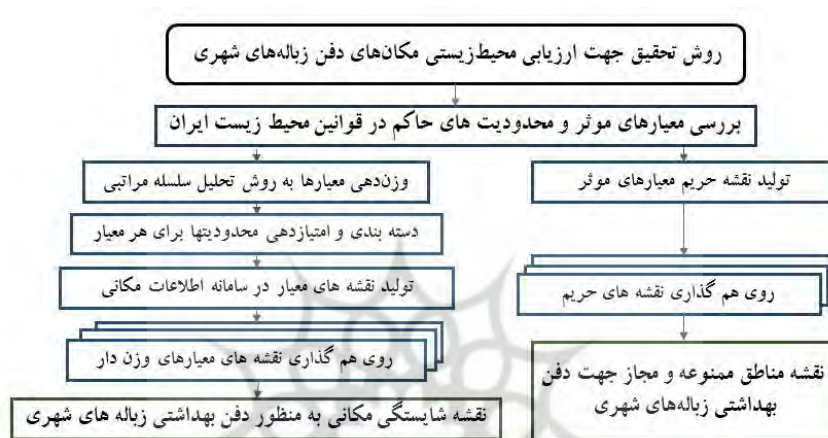 روش تحقیق جهت ارزیابی محیط‌زیستی مکان‌های دفن زباله‌های شهری
بررسی معیارهای موثر و محدودیت های حاکم در قوانین محیط زیست ایران
تولید نقشه حریم معیارهای موثر
روی هم گذاری نقشه های حریم
نقشه مناطق ممنوعه و مجاز جهت دفن
بهداشتی زباله‌های شهری
وزن‌دهی معیارها به روش تحلیل سلسله مراتبی
دسته بندی و امتیازدهی محدودیتها برای هر معیار
تولید نقشه های معیار در سامانه اطلاعات مکانی
روی هم گذاری نقشه های معیارهای وزن دار
نقشه شایستگی مکانی به منظور دفن بهداشتی زباله های شهری